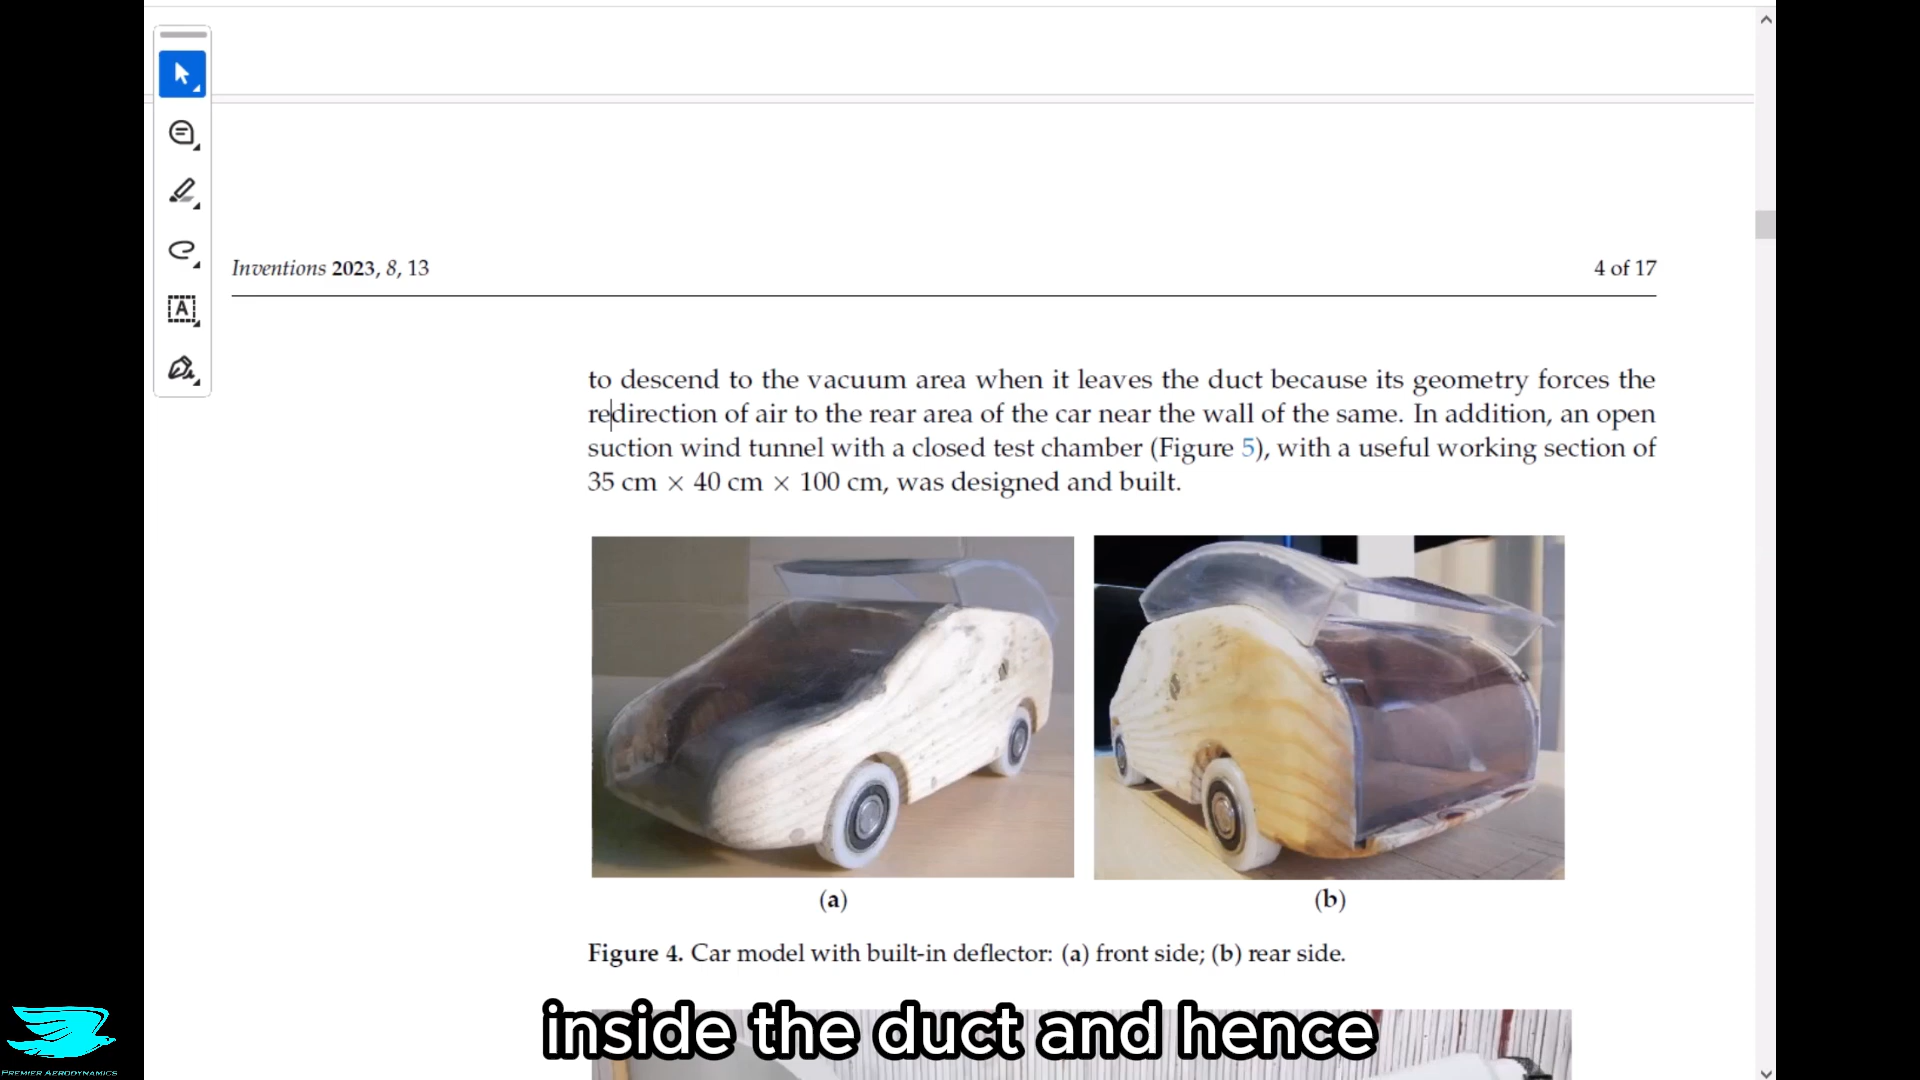 Inventions 2023, 8, 13
4 of 17
to descend to the vacuum area when it leaves the duct because its geometry forces the
redirection of air to the rear area of the car near the wall of the same. In addition, an open
suction wind tunnel with a closed test chamber (Figure 5), with a useful working section of
35 cm × 40 cm × 100 cm, was designed and built.
(a)
(b)
Figure 4. Car model with built-in deflector: (a) front side; (b) rear side.
inside the duct and hence
PREMIER AERODYNAMICS